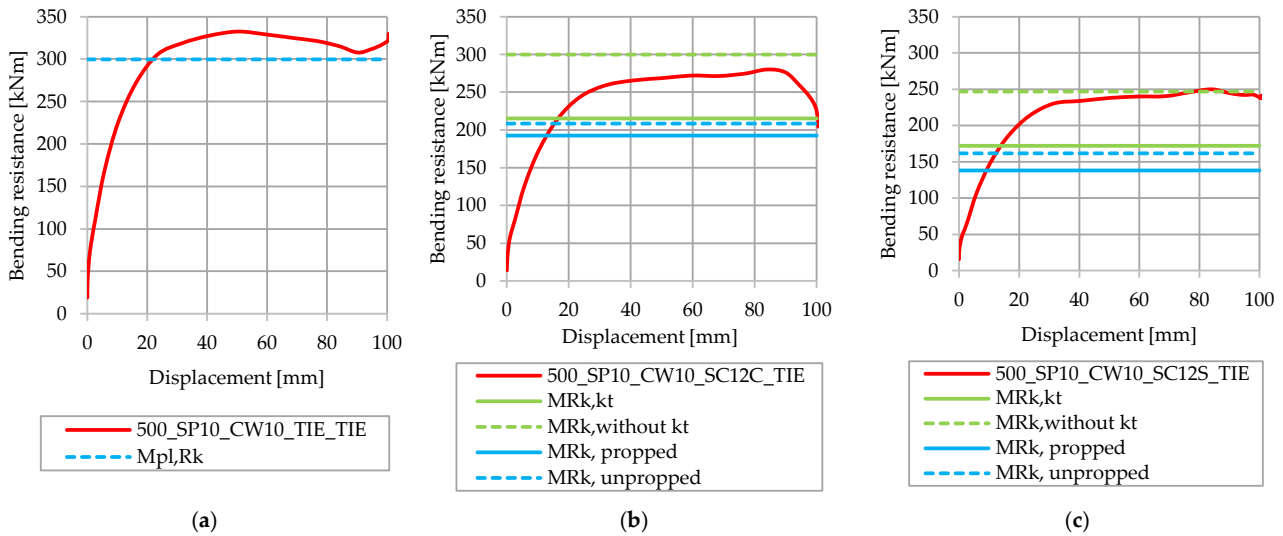 Bending resistance [kNm]
350
300
250
200
150
100
50
0
0 20 40 60 80 100
Displacement [mm]
500_SP10_CW10_TIE_TIE
Mpl,Rk
(a)
Bending resistance [kNm]
350
300
250
200
150
100
50
0
0 20 40 60 80 100
Displacement [mm]
500_SP10_CW10_SC12C_TIE
MRk,kt
MRk,without kt
MRk, propped
MRk, unpropped
(b)
Bending resistance [kNm]
350
300
250
200
150
100
50
0
0 20 40 60 80 100
Displacement [mm]
500_SP10_CW10_SC12S_TIE
MRk,kt
MRk,without kt
MRk, propped
MRk, unpropped
(c)